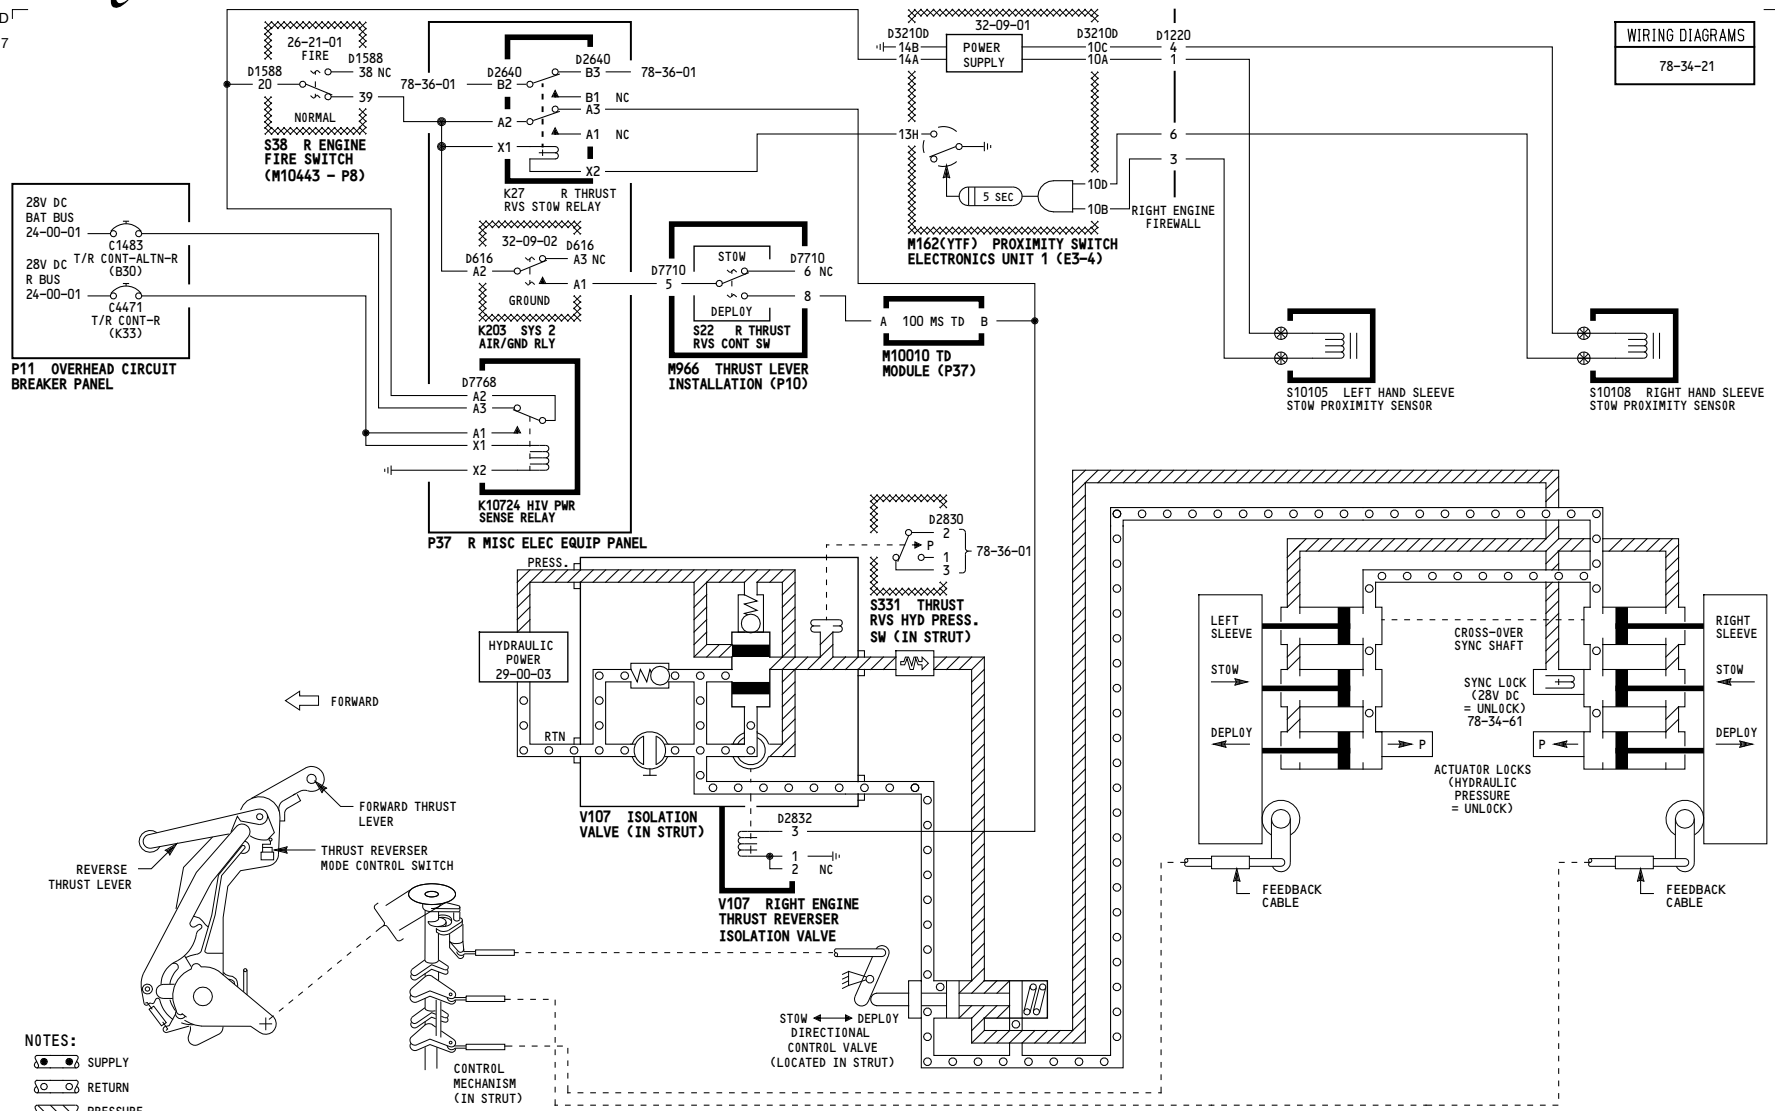 D
7
WIRING DIAGRAMS
78-34-21
26-21-01
FIRE
D1588
D1588
38 NC
20
39
NORMAL
S38 R ENGINE
FIRE SWITCH
(M10443 - P8)
D2640
D2640
78-36-01
B2
B3
78-36-01
B1 NC
A3
A2
A1 NC
X1
X2
K27 R THRUST
RVS STOW RELAY
32-09-01
D3210D
D3210D
14B
14A
POWER
SUPPLY
10C
10A
D1220
4
1
13H
6
3
5 SEC
10D
10B
RIGHT ENGINE
FIREWALL
M162(YTF) PROXIMITY SWITCH
ELECTRONICS UNIT 1 (E3-4)
28V DC
BAT BUS
24-00-01
C1483
T/R CONT-ALTN-R
(B30)
28V DC
R BUS
24-00-01
C4471
T/R CONT-R
(K33)
P11 OVERHEAD CIRCUIT
BREAKER PANEL
32-09-02
D616
D616
A3 NC
A2
A1
GROUND
K203 SYS 2
AIR/GND RLY
D7710
D7710
STOW
6 NC
5
8
DEPLOY
S22 R THRUST
RVS CONT SW
M966 THRUST LEVER
INSTALLATION (P10)
A 100 MS TD B
M10010 TD
MODULE (P37)
S10105 LEFT HAND SLEEVE
STOW PROXIMITY SENSOR
S10108 RIGHT HAND SLEEVE
STOW PROXIMITY SENSOR
D7768
A2
A3
A1
X1
X2
K10724 HIV PWR
SENSE RELAY
P37 R MISC ELEC EQUIP PANEL
D2830
2
P
1
3
78-36-01
S331 THRUST
RVS HYD PRESS.
SW (IN STRUT)
PRESS.
HYDRAULIC
POWER
29-00-03
RTN
V107 ISOLATION
VALVE (IN STRUT)
D2832
3
1
2 NC
V107 RIGHT ENGINE
THRUST REVERSER
ISOLATION VALVE
LEFT
SLEEVE
STOW
DEPLOY
CROSS-OVER
SYNC SHAFT
SYNC LOCK
(28V DC
= UNLOCK)
78-34-61
P
P
ACTUATOR LOCKS
(HYDRAULIC
PRESSURE
= UNLOCK)
RIGHT
SLEEVE
STOW
DEPLOY
FEEDBACK
CABLE
FEEDBACK
CABLE
FORWARD
FORWARD THRUST
LEVER
THRUST REVERSER
MODE CONTROL SWITCH
REVERSE
THRUST LEVER
STOW DEPLOY
DIRECTIONAL
CONTROL VALVE
(LOCATED IN STRUT)
CONTROL
MECHANISM
(IN STRUT)
NOTES:
SUPPLY
RETURN
PRESSURE